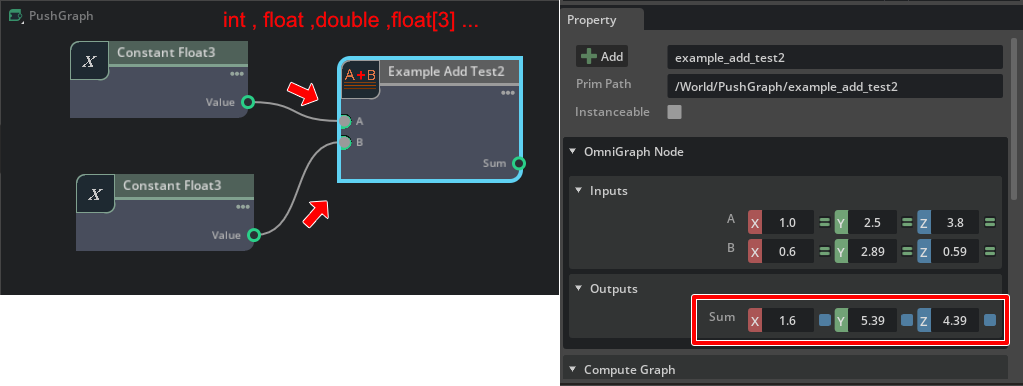 PushGraph
int , float ,double ,float[3] ...
X
Constant Float3
Value
A+B
Example Add Test2
A
B
Sum
X
Constant Float3
Value
Property
Add
example_add_test2
Prim Path
/World/PushGraph/example_add_test2
Instanceable
OmniGraph Node
Inputs
A X 1.0 Y 2.5 Z 3.8
B X 0.6 Y 2.89 Z 0.59
Outputs
Sum X 1.6 Y 5.39 Z 4.39
Compute Graph